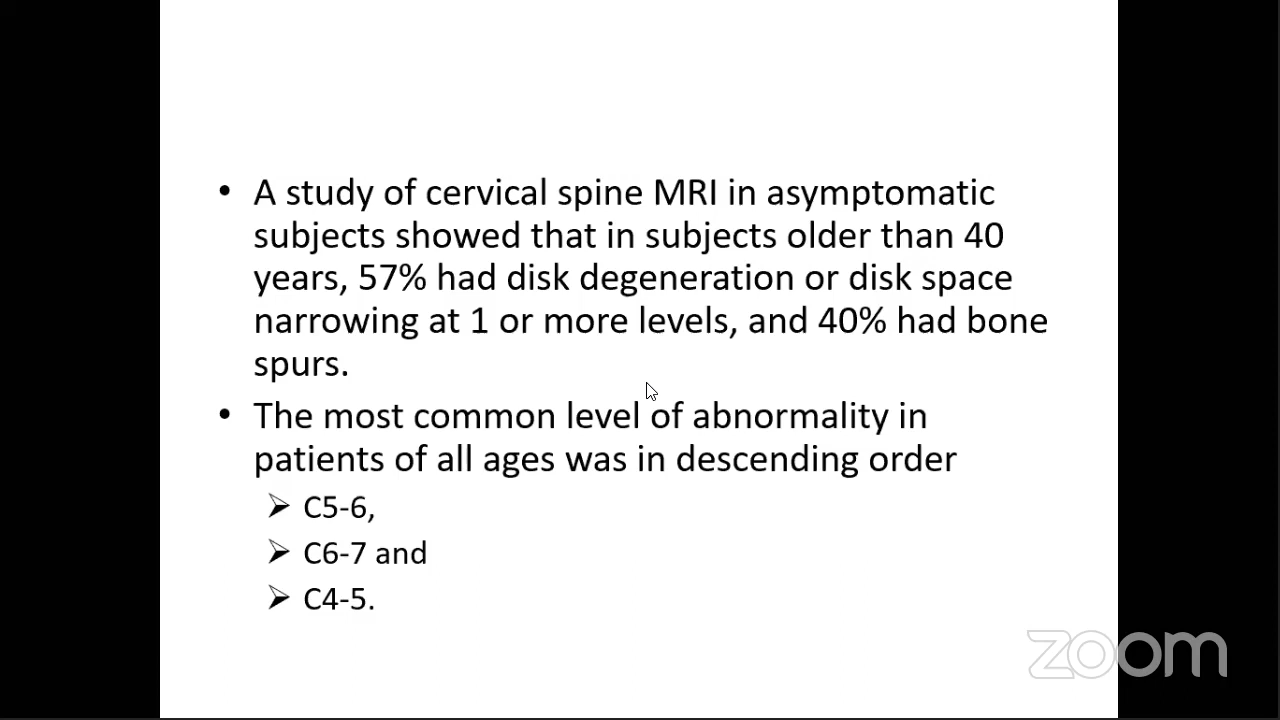 • A study of cervical spine MRI in asymptomatic
subjects showed that in subjects older than 40
years, 57% had disk degeneration or disk space
narrowing at 1 or more levels, and 40% had bone
spurs.
• The most common level of abnormality in
patients of all ages was in descending order
➢ C5-6,
➢ C6-7 and
➢ C4-5.
zoom